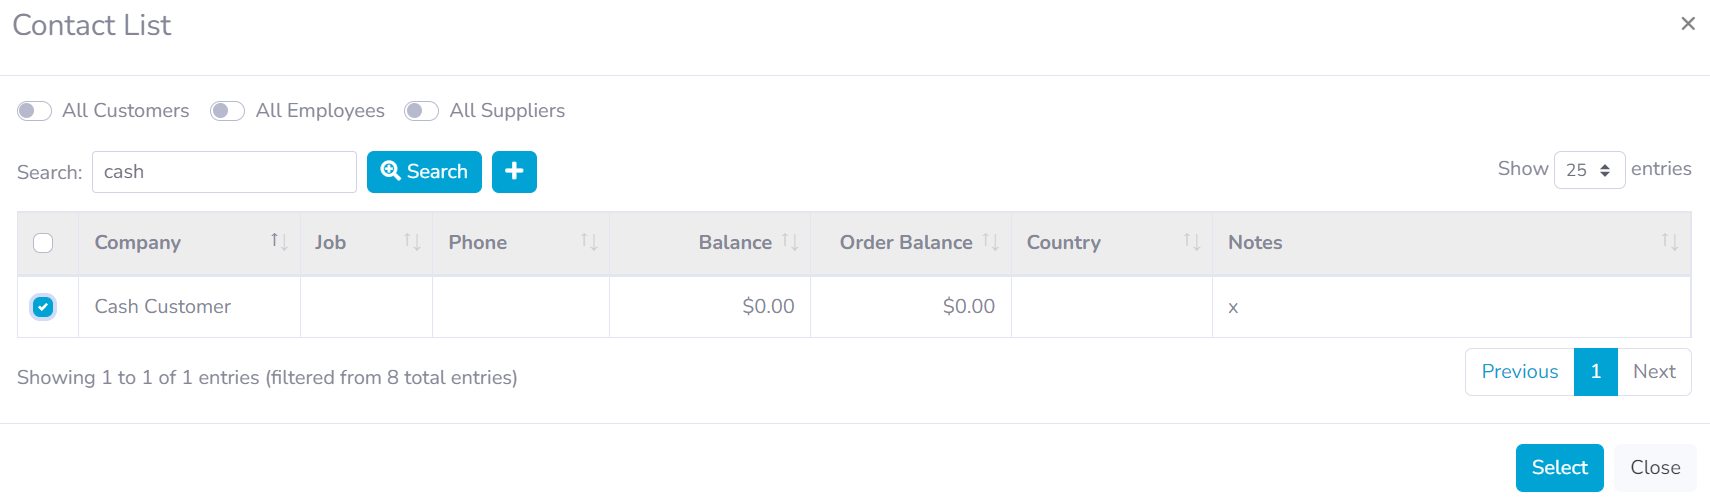 Contact List ×
All Customers All Employees All Suppliers
Search: cash Search + Show 25 entries
Company Job Phone Balance Order Balance Country Notes
Cash Customer $0.00 $0.00 x
Showing 1 to 1 of 1 entries (filtered from 8 total entries) Previous 1 Next
Select Close